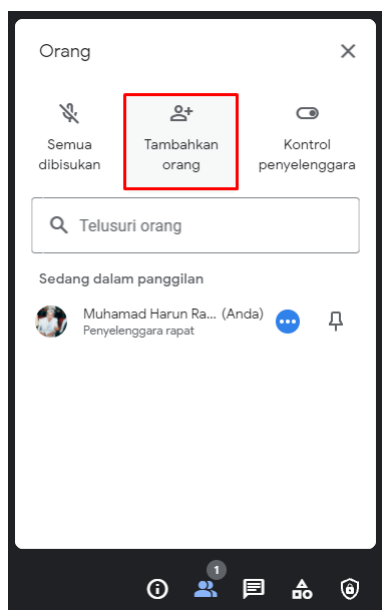 Orang
Semua
dibisukan
Tambahkan
orang
Kontrol
penyelenggara
Telusuri orang
Sedang dalam panggilan
Muhamad Harun Ra... (Anda)
Penyelenggara rapat
1